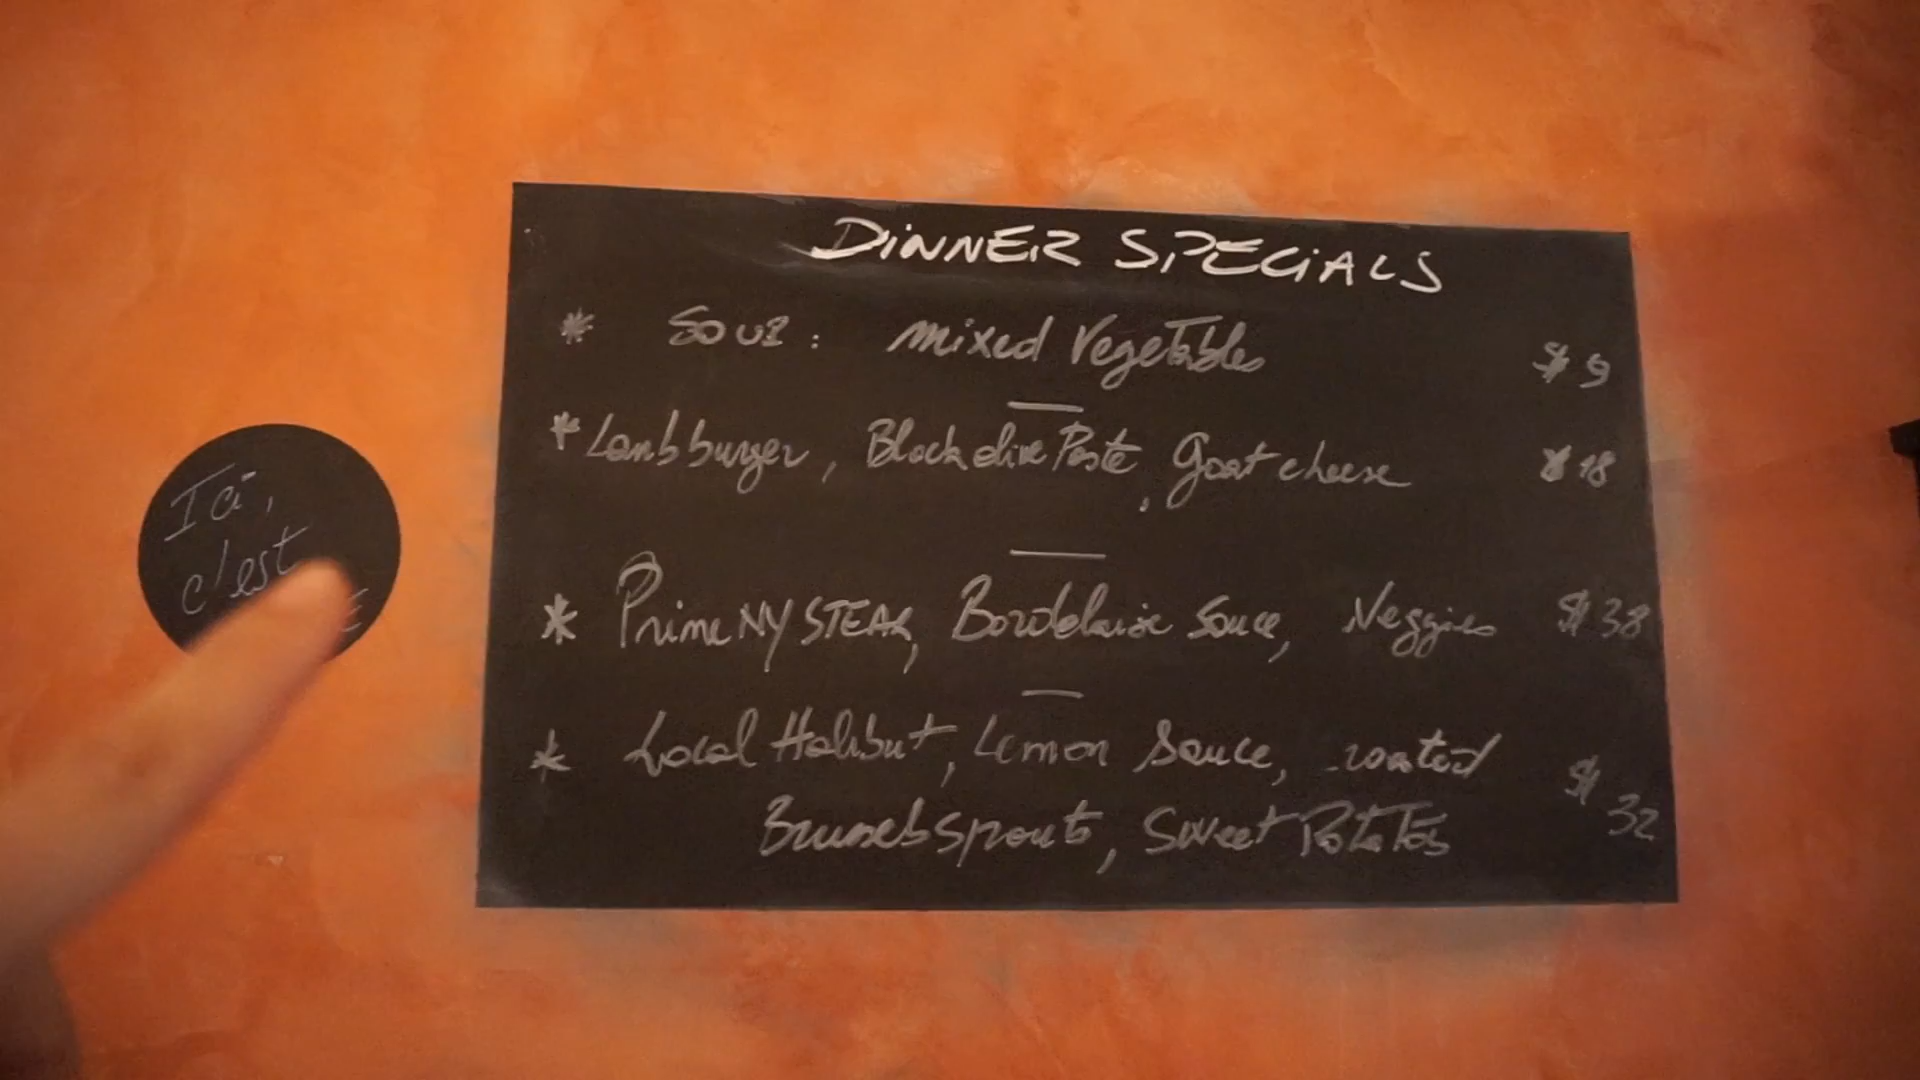 DINNER SPECIALS
* SOUP: mixed Vegetables $9
* Lamb burger, Black olive Paste, goat cheese $18
* Prime NY STEAK, Bordelaise Sauce, Veggies $38
* Local Halibut, Lemon Sauce, roasted $32
Brussels sprouts, Sweet Potatoes
Ici,
c'est